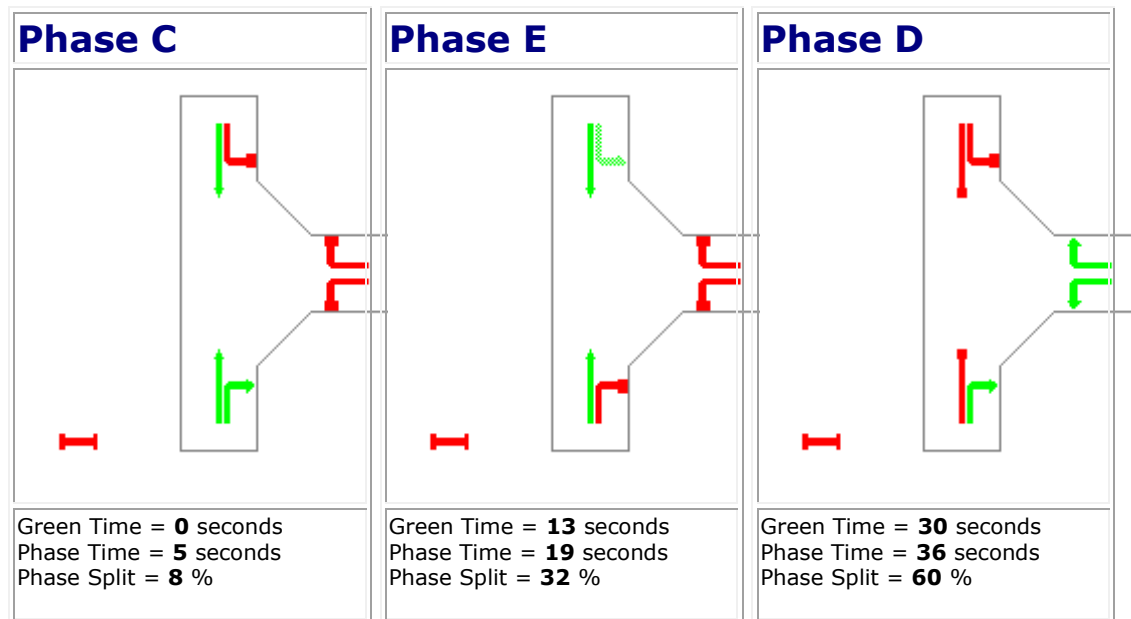 Phase C
Green Time = 0 seconds
Phase Time = 5 seconds
Phase Split = 8 %
Phase E
Green Time = 13 seconds
Phase Time = 19 seconds
Phase Split = 32 %
Phase D
Green Time = 30 seconds
Phase Time = 36 seconds
Phase Split = 60 %